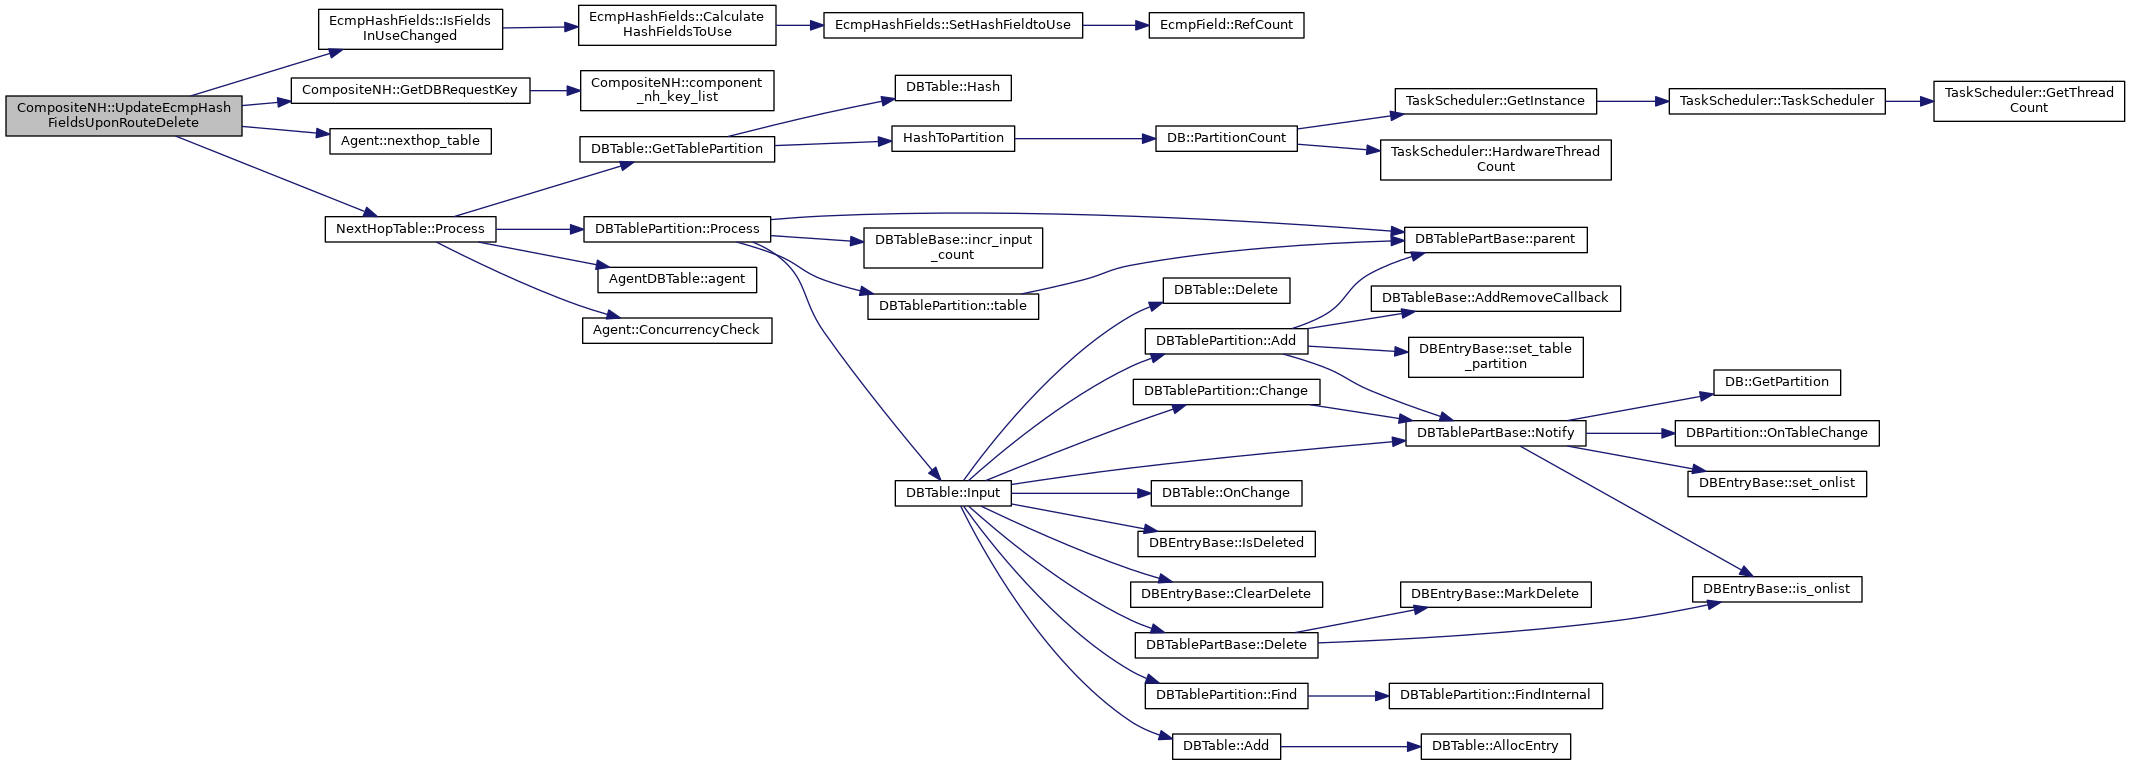 CompositeNH::UpdateEcmpHash
FieldsUponRouteDelete
EcmpHashFields::IsFields
InUseChanged
EcmpHashFields::Calculate
HashFieldsToUse
EcmpHashFields::SetHashFieldtoUse
EcmpField::RefCount
CompositeNH::GetDBRequestKey
CompositeNH::component
_nh_key_list
Agent::nexthop_table
NextHopTable::Process
DBTable::GetTablePartition
DBTable::Hash
HashToPartition
DB::PartitionCount
TaskScheduler::GetInstance
TaskScheduler::TaskScheduler
TaskScheduler::GetThread
Count
TaskScheduler::HardwareThread
Count
DBTablePartition::Process
AgentDBTable::agent
Agent::ConcurrencyCheck
DBTableBase::incr_input
_count
DBTablePartition::table
DBTablePartBase::parent
DBTable::Input
DBTable::Delete
DBTablePartition::Add
DBTableBase::AddRemoveCallback
DBEntryBase::set_table
_partition
DBTablePartition::Change
DBTablePartBase::Notify
DB::GetPartition
DBPartition::OnTableChange
DBEntryBase::set_onlist
DBEntryBase::is_onlist
DBTable::OnChange
DBEntryBase::IsDeleted
DBEntryBase::ClearDelete
DBTablePartBase::Delete
DBEntryBase::MarkDelete
DBTablePartition::Find
DBTablePartition::FindInternal
DBTable::Add
DBTable::AllocEntry